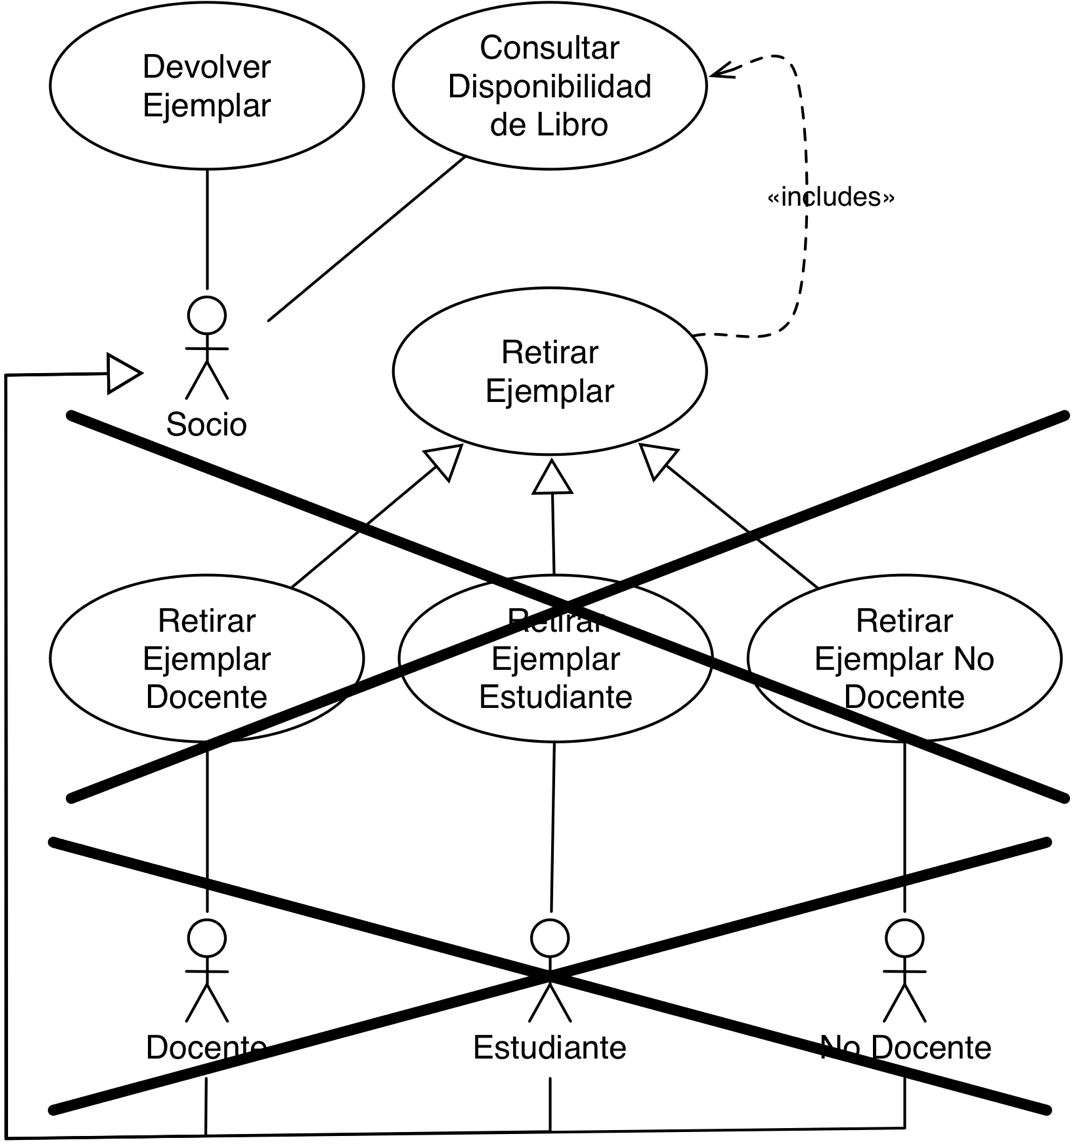 Devolver
Ejemplar
Consultar
Disponibilidad
de Libro
«includes»
Retirar
Ejemplar
Socio
Retirar
Ejemplar
Docente
Retirar
Ejemplar
Estudiante
Retirar
Ejemplar No
Docente
Docente
Estudiante
No Docente